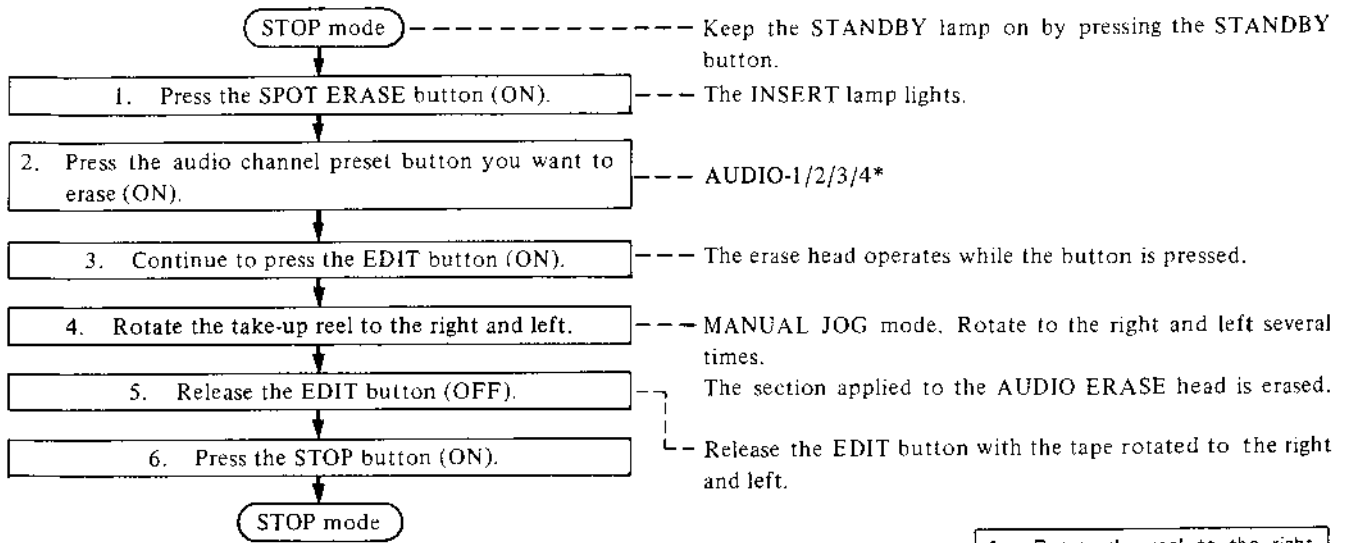 STOP mode
Keep the STANDBY lamp on by pressing the STANDBY
button.
1. Press the SPOT ERASE button (ON).
The INSERT lamp lights.
2. Press the audio channel preset button you want to
erase (ON).
AUDIO-1/2/3/4*
3. Continue to press the EDIT button (ON).
The erase head operates while the button is pressed.
4. Rotate the take-up reel to the right and left.
MANUAL JOG mode. Rotate to the right and left several
times.
The section applied to the AUDIO ERASE head is erased.
5. Release the EDIT button (OFF).
Release the EDIT button with the tape rotated to the right
and left.
6. Press the STOP button (ON).
STOP mode
the reel to the right